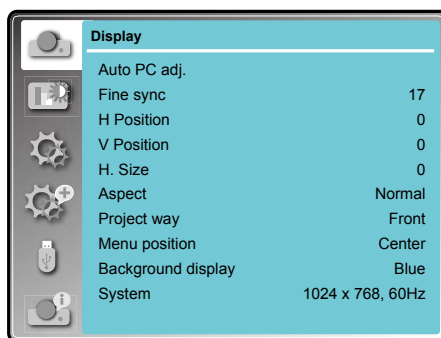 Display
Auto PC adj.
Fine sync 17
H Position 0
V Position 0
H. Size 0
Aspect Normal
Project way Front
Menu position Center
Background display Blue
System 1024 x 768, 60Hz